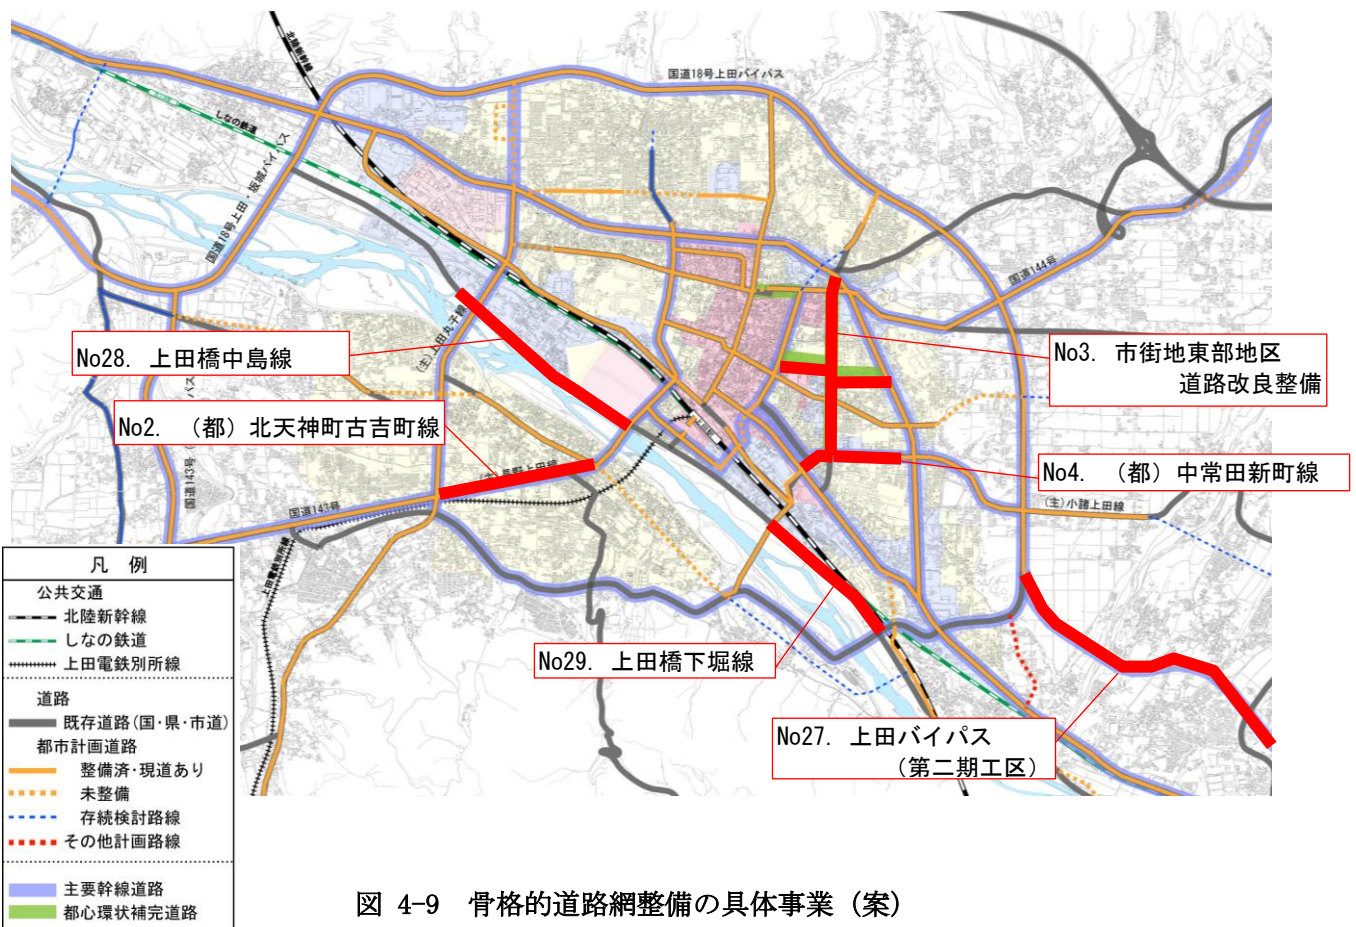 北陸新幹線
国道18号上田バイパス
しなの鉄道
国道18号上田・坂城バイパス
国道144号
(主)上田丸子線
No28. 上田橋中島線
No3. 市街地東部地区
道路改良整備
No2. (都)北天神町古吉町線
国道143号
No4. (都)中常田新町線
(主)小諸上田線
国道143号
上田電鉄別所線
No29. 上田橋下堀線
No27. 上田バイパス
(第二期工区)
凡 例
公共交通
北陸新幹線
しなの鉄道
上田電鉄別所線
道路
既存道路(国・県・市道)
都市計画道路
整備済・現道あり
未整備
存続検討路線
その他計画路線
主要幹線道路
都心環状補完道路
図 4-9 骨格的道路網整備の具体事業(案)